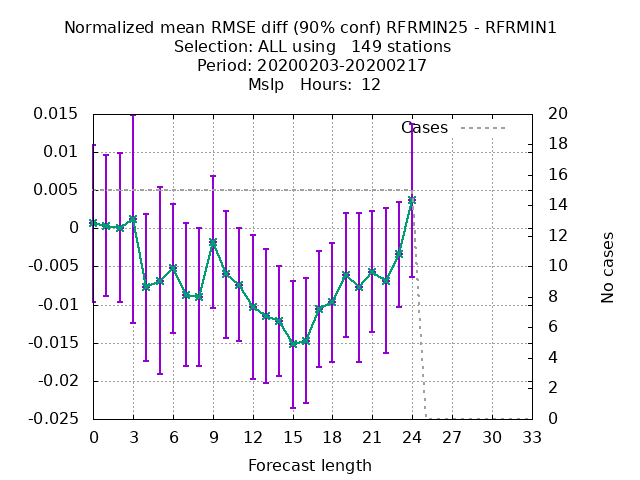 Normalized mean RMSE diff (90% conf) RFRMIN25 - RFRMIN1
Selection: ALL using 149 stations
Period: 20200203-20200217
Mslp Hours: 12
0.015
0.01
0.005
0
-0.005
-0.01
-0.015
-0.02
-0.025
20
18
16
14
12
10
8
6
4
2
0
Cases
No cases
0 3 6 9 12 15 18 21 24 27 30 33
Forecast length